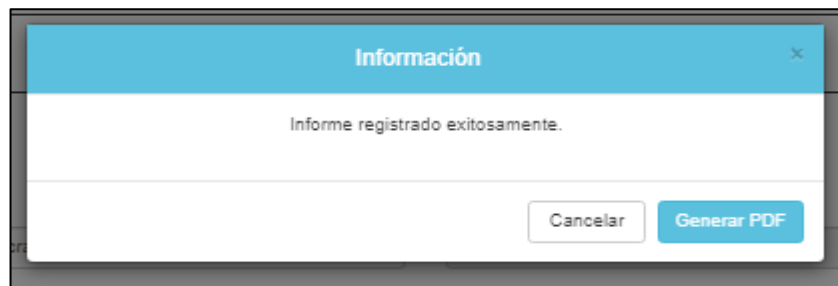 Información ×
Informe registrado exitosamente.
Cancelar Generar PDF